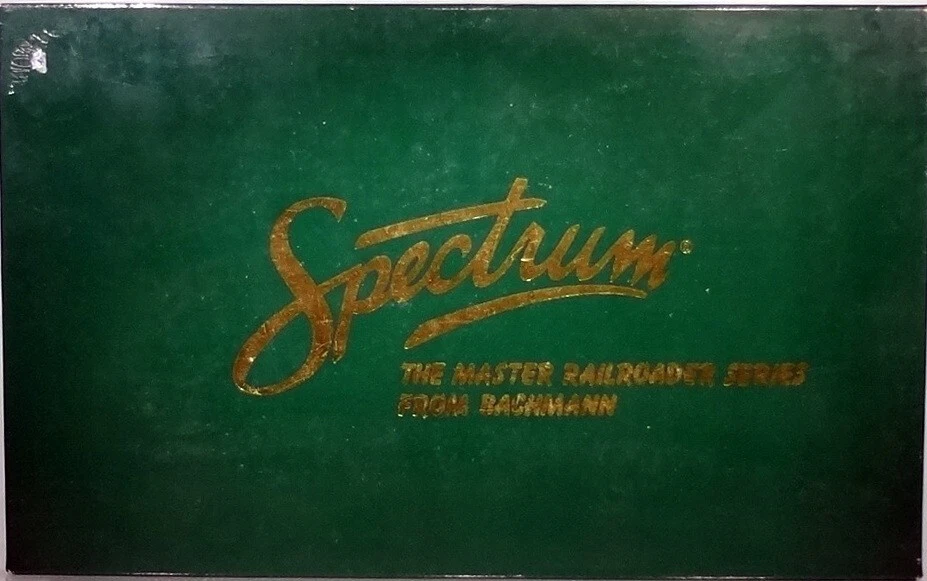 Spectrum®
THE MASTER RAILROADER SERIES
FROM BACHMANN